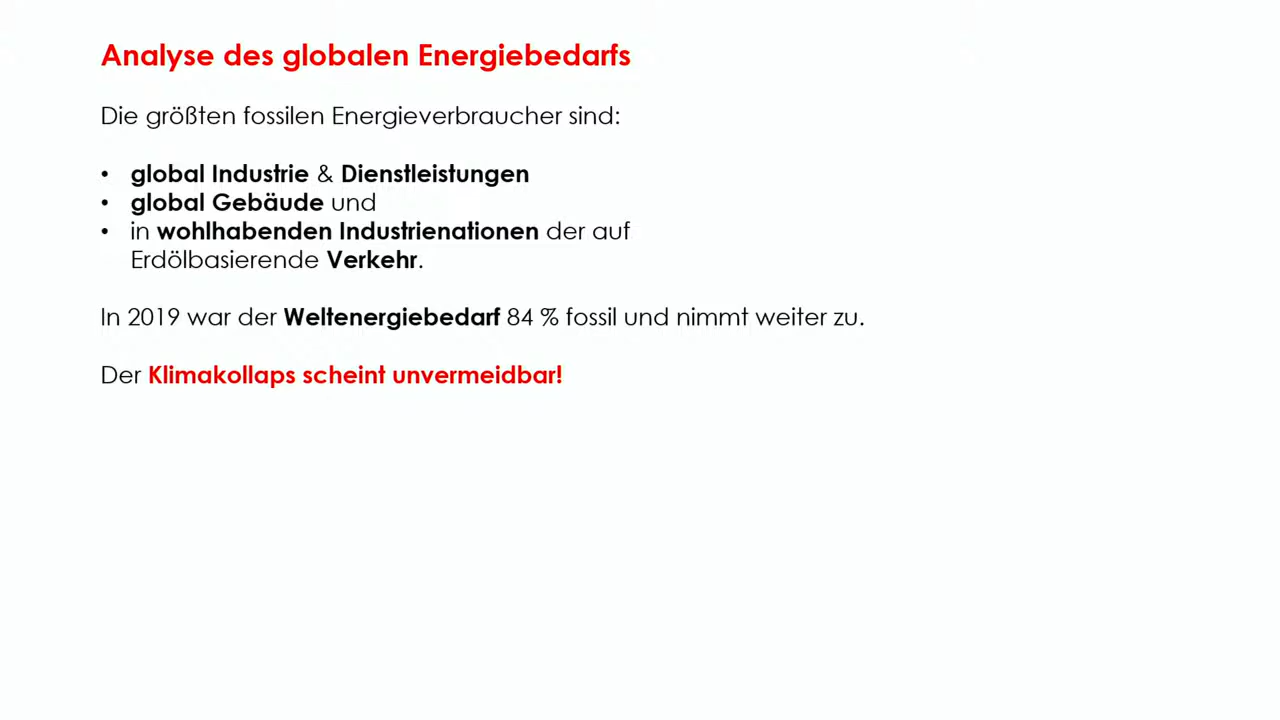 Analyse des globalen Energiebedarfs
Die größten fossilen Energieverbraucher sind:
• global Industrie & Dienstleistungen
• global Gebäude und
• in wohlhabenden Industrienationen der auf
Erdölbasierende Verkehr.
In 2019 war der Weltenergiebedarf 84 % fossil und nimmt weiter zu.
Der Klimakollaps scheint unvermeidbar!